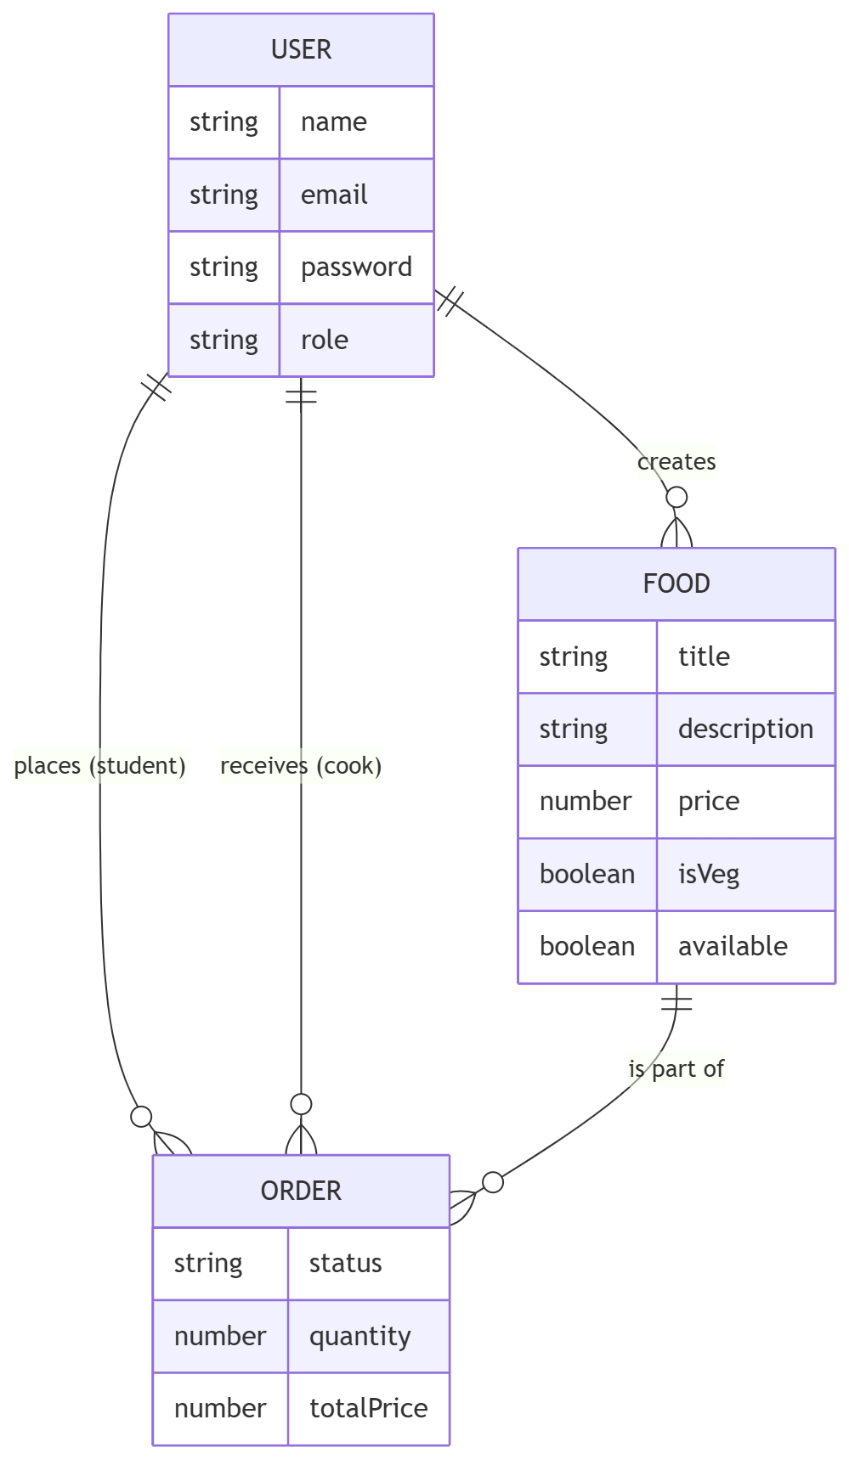 USER
string name
string email
string password
string role
creates
FOOD
string title
string description
number price
boolean isVeg
boolean available
places (student)
receives (cook)
is part of
ORDER
string status
number quantity
number totalPrice